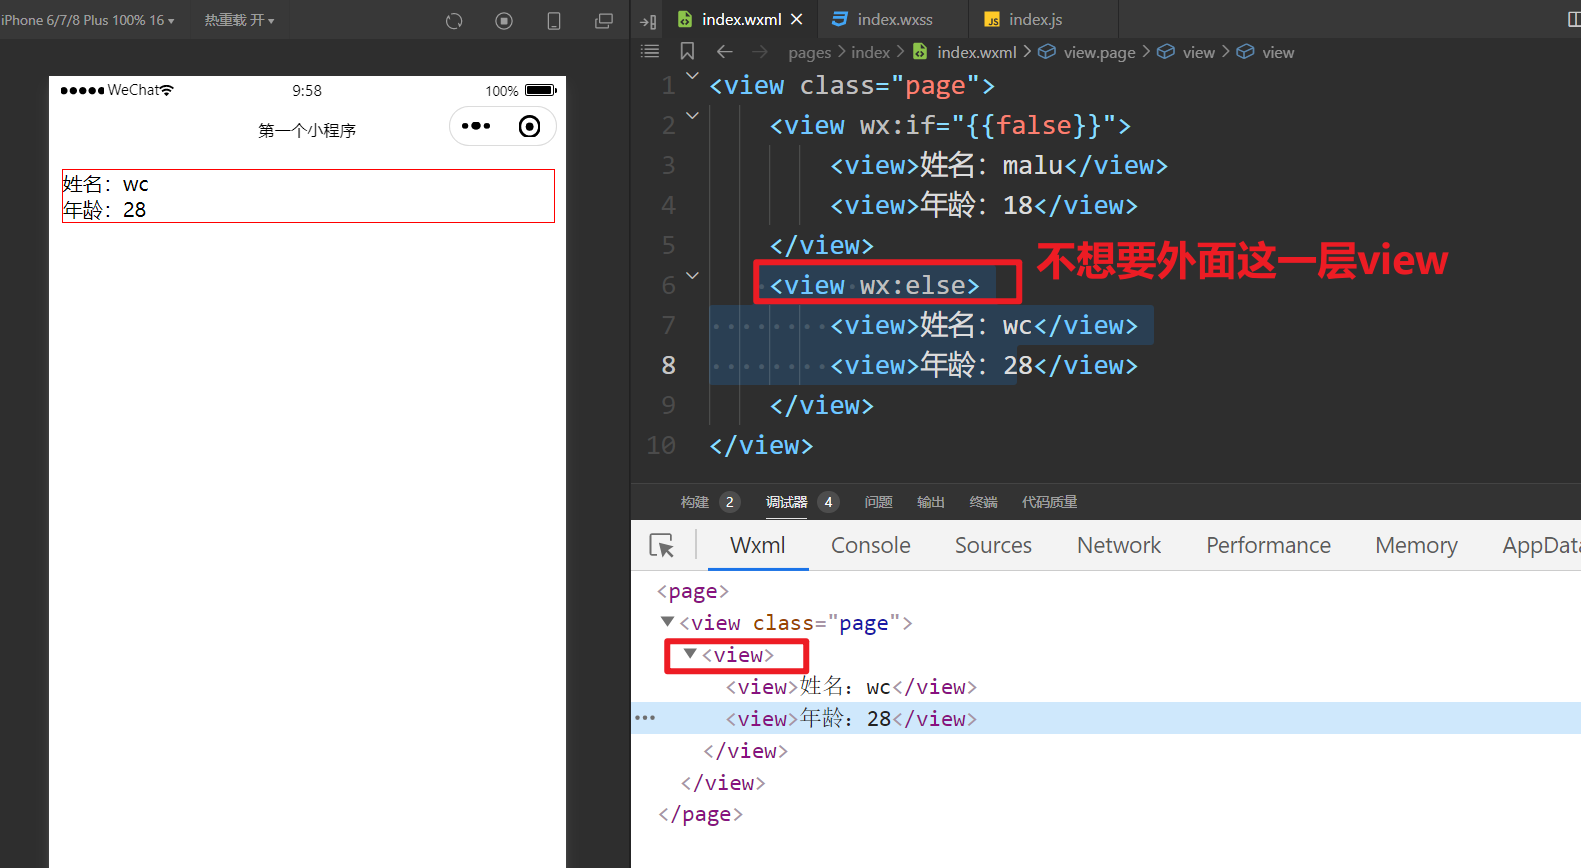 iPhone 6/7/8 Plus 100% 16
热重载 开
WeChat
9:58
100%
第一个小程序
姓名：wc
年龄：28
index.wxml
index.wxss
JS index.js
pages > index > index.wxml > view.page > view > view
1 <view class="page">
2 <view wx:if="{{false}}">
3 <view>姓名：malu</view>
4 <view>年龄：18</view>
5 </view>
6 <view wx:else>
不想要外面这一层view
7 <view>姓名：wc</view>
8 <view>年龄：28</view>
9 </view>
10 </view>
构建 2 调试器 4 问题 输出 终端 代码质量
Wxml Console Sources Network Performance Memory AppData
<page>
<view class="page">
<view>
<view>姓名：wc</view>
<view>年龄：28</view>
</view>
</view>
</page>